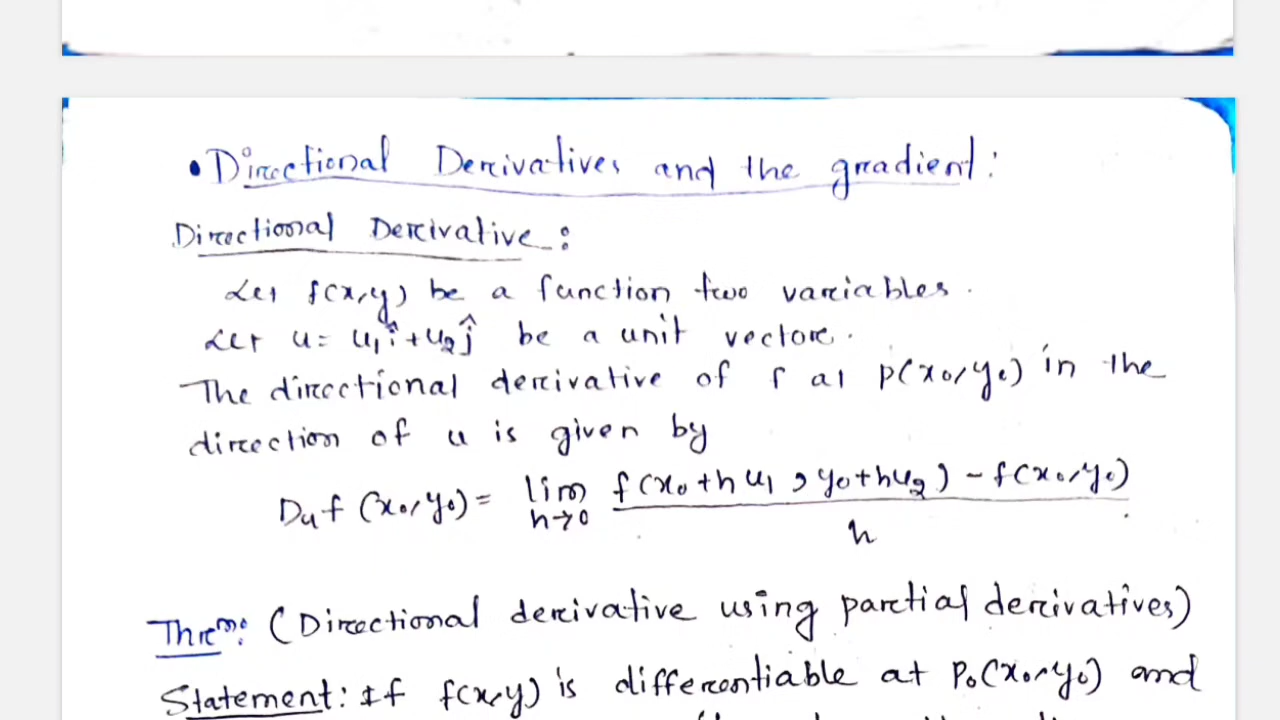 • Directional Derivatives and the gradient:
Directional Derivative:
Let f(x,y) be a function two variables.
Let u = u₁î + u₂ĵ be a unit vector.
The directional derivative of f at P(x₀,y₀) in the
direction of u is given by
Duf (x₀,y₀) = lim h→0 f(x₀+hu₁, y₀+hu₂) - f(x₀,y₀) / h
Thrᵐ: (Directional derivative using partial derivatives)
Statement: If f(x,y) is differentiable at P₀(x₀,y₀) and